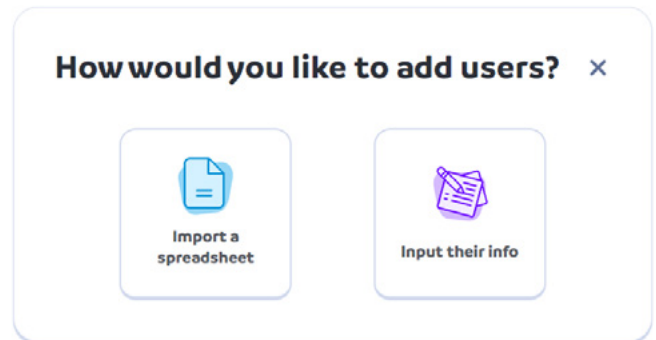 How would you like to add users?
Import a
spreadsheet
Input their info